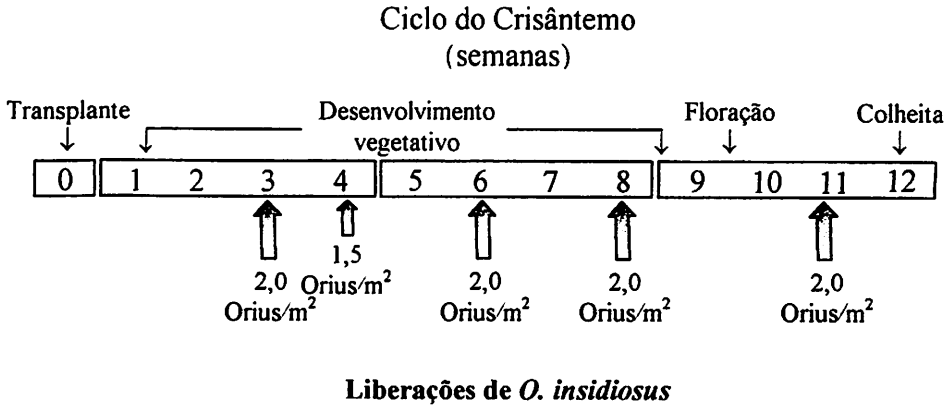 Ciclo do Crisântemo
(semanas)
Transplante Desenvolvimento vegetativo Floração Colheita
0 1 2 3 4 5 6 7 8 9 10 11 12
2,0 Orius/m² 1,5 Orius/m² 2,0 Orius/m² 2,0 Orius/m² 2,0 Orius/m²
Liberações de O. insidiosus